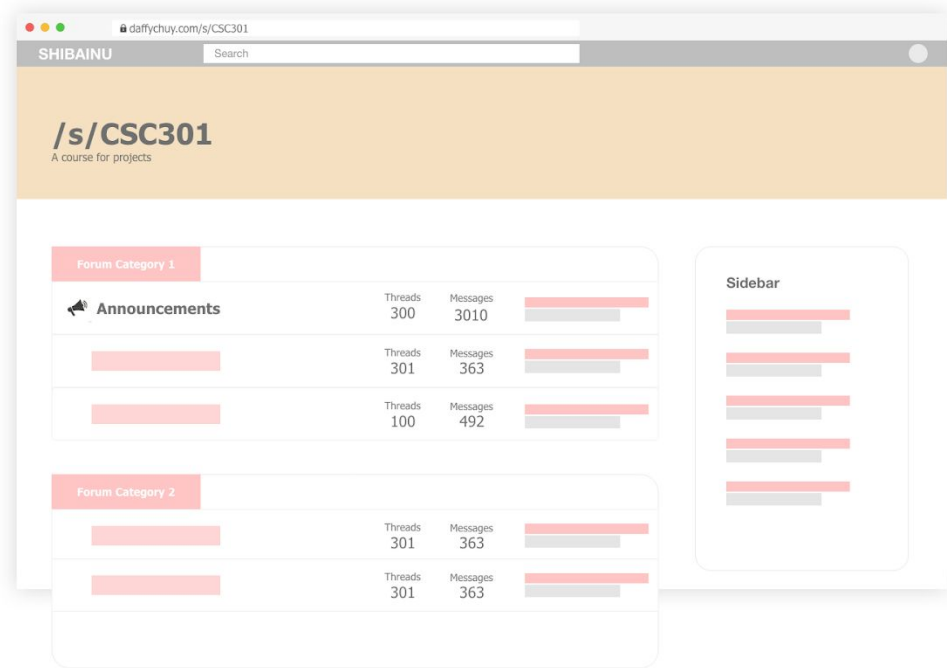 daffychuy.com/s/CSC301
SHIBAINU
Search
/s/CSC301
A course for projects
Forum Category 1
Announcements
Threads
300
Messages
3010
Threads
301
Messages
363
Threads
100
Messages
492
Forum Category 2
Threads
301
Messages
363
Threads
301
Messages
363
Sidebar